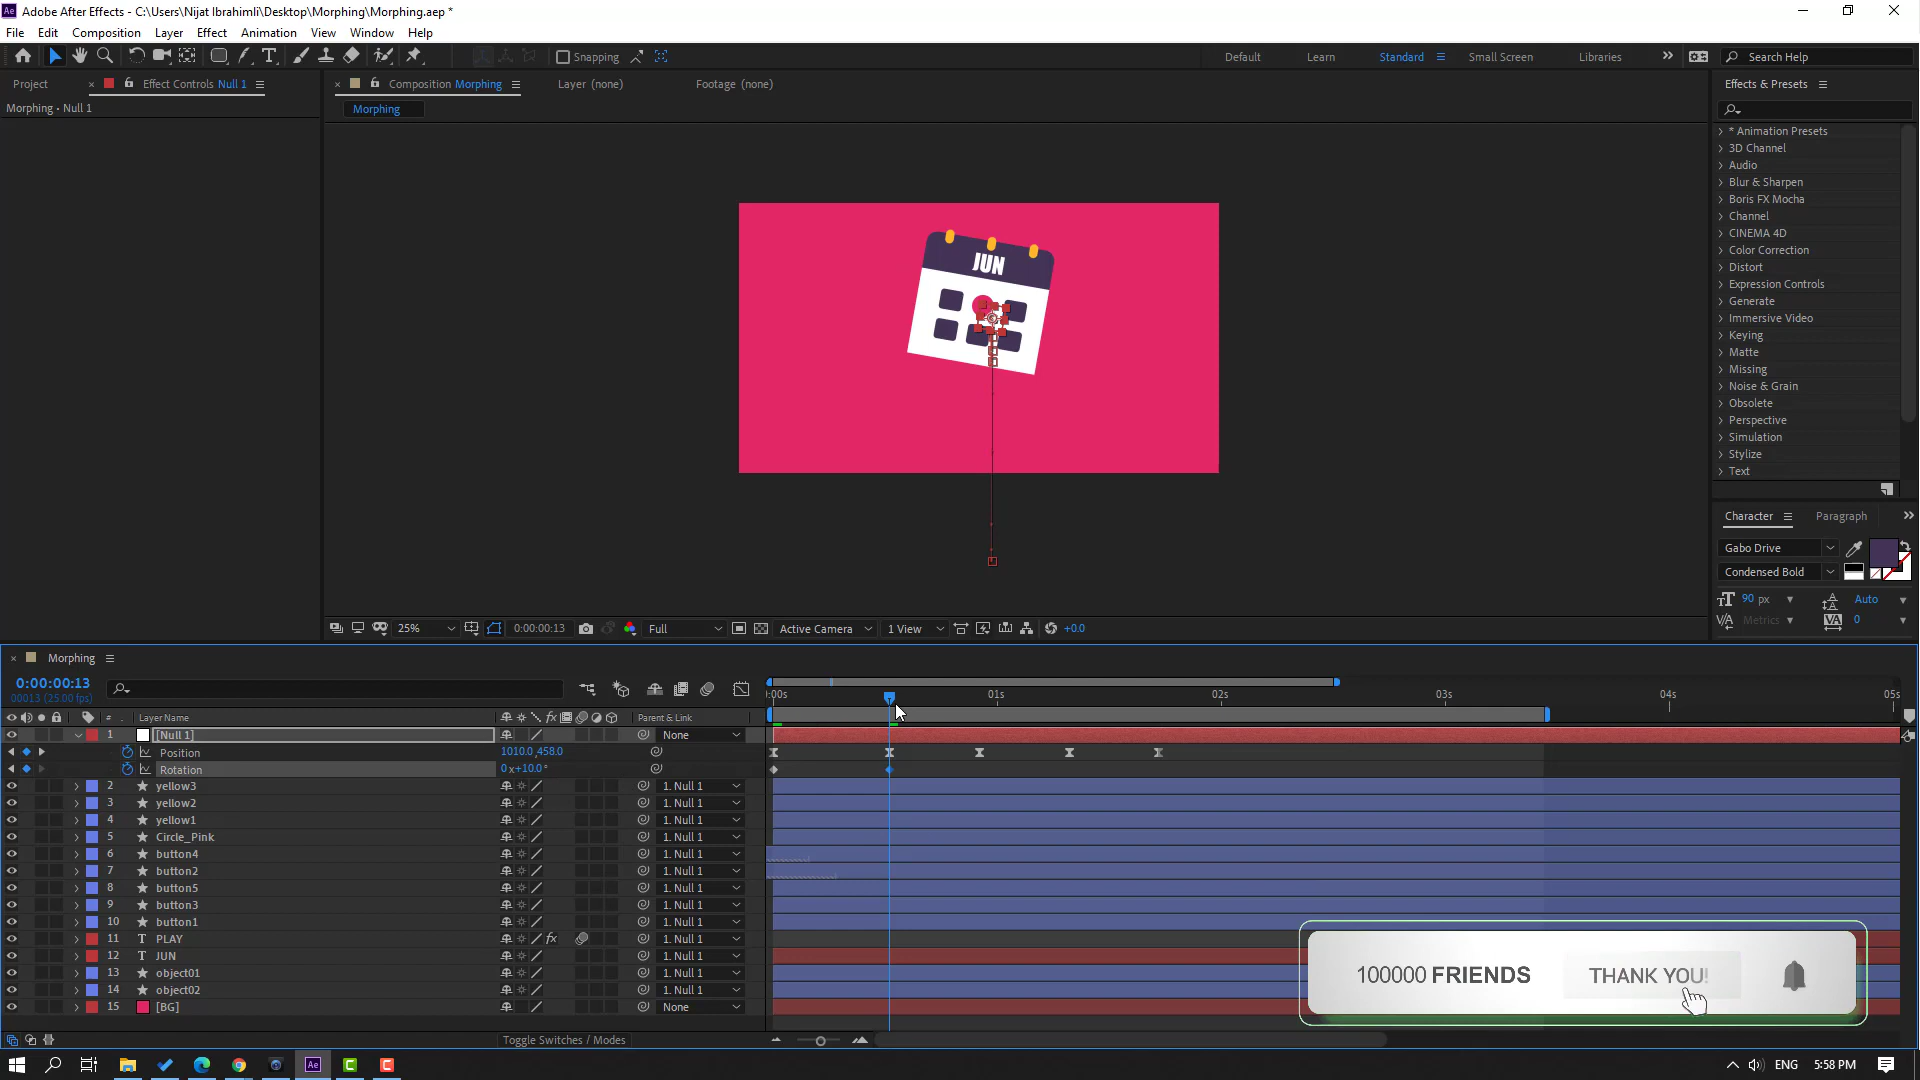 Adobe After Effects - C:\Users\Nijat Ibrahimli\Desktop\Morphing\Morphing.aep *
File Edit Composition Layer Effect Animation View Window Help
Snapping
Default Learn Standard Small Screen Libraries
Search Help
Project
Effect Controls Null 1
Composition Morphing
Layer (none)
Footage (none)
Effects & Presets
Morphing • Null 1
Morphing
* Animation Presets
3D Channel
Audio
Blur & Sharpen
Boris FX Mocha
Channel
CINEMA 4D
Color Correction
Distort
Expression Controls
Generate
Immersive Video
Keying
Matte
Missing
Noise & Grain
Obsolete
Perspective
Simulation
Stylize
Text
JUN
Character Paragraph
Gabo Drive
Condensed Bold
90 px Auto
Metrics 0
25% 0:00:00:13 Full Active Camera 1 View +0.0
Morphing
0:00:00:13
00013 (25.00 fps)
:00s 01s 02s 03s 04s 05s
# Layer Name Parent & Link
1 [Null 1] None
Position 1010.0,458.0
Rotation 0x+10.0°
2 yellow3 1. Null 1
3 yellow2 1. Null 1
4 yellow1 1. Null 1
5 Circle_Pink 1. Null 1
6 button4 1. Null 1
7 button2 1. Null 1
8 button5 1. Null 1
9 button3 1. Null 1
10 button1 1. Null 1
11 PLAY fx 1. Null 1
12 JUN 1. Null 1
13 object01 1. Null 1
14 object02 1. Null 1
15 [BG] None
100000 FRIENDS THANK YOU!
Toggle Switches / Modes
ENG 5:58 PM